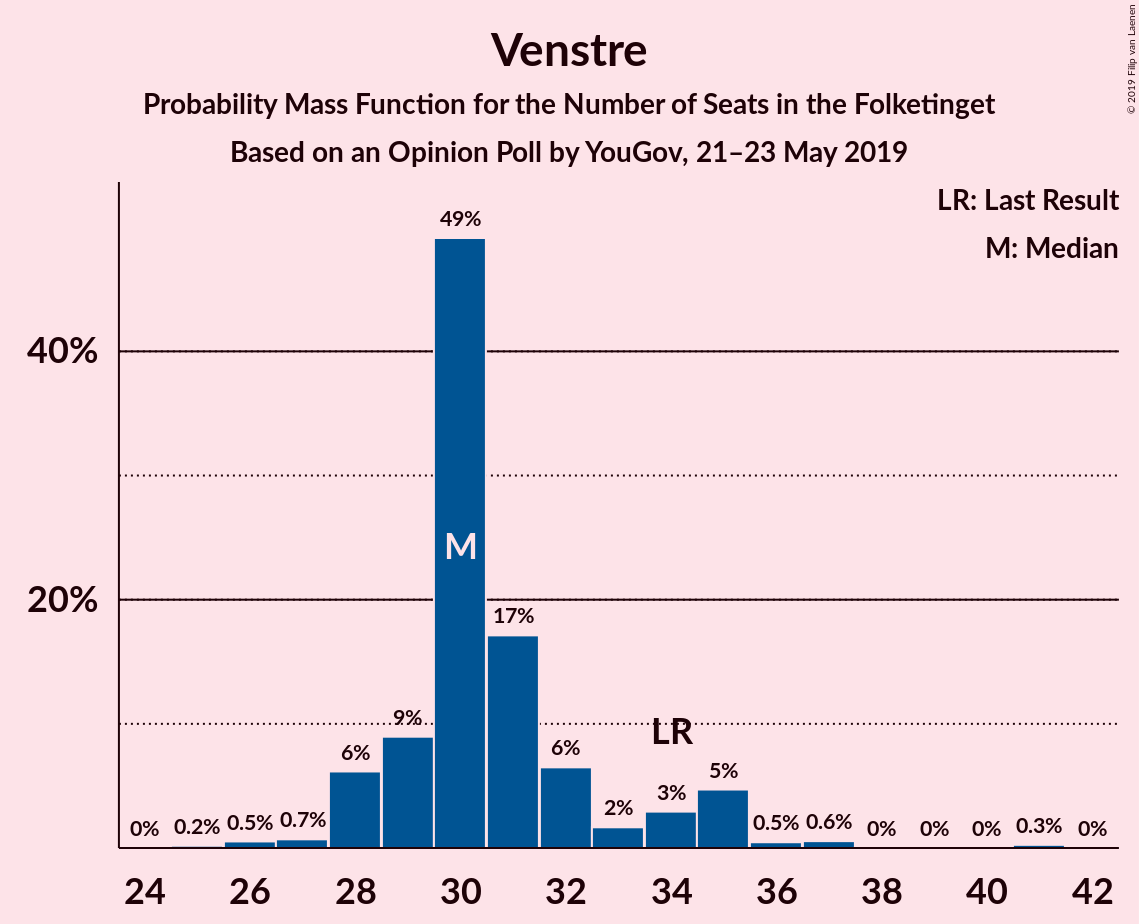 Venstre
Probability Mass Function for the Number of Seats in the Folketinget
Based on an Opinion Poll by YouGov, 21–23 May 2019
© 2019 Filip van Laenen
LR: Last Result
M: Median
49%
40%
M
20%
17%
LR
9%
6%
6%
5%
3%
2%
0%
0.2%
0.5%
0.7%
0.5%
0.6%
0%
0%
0%
0.3%
0%
24 26 28 30 32 34 36 38 40 42